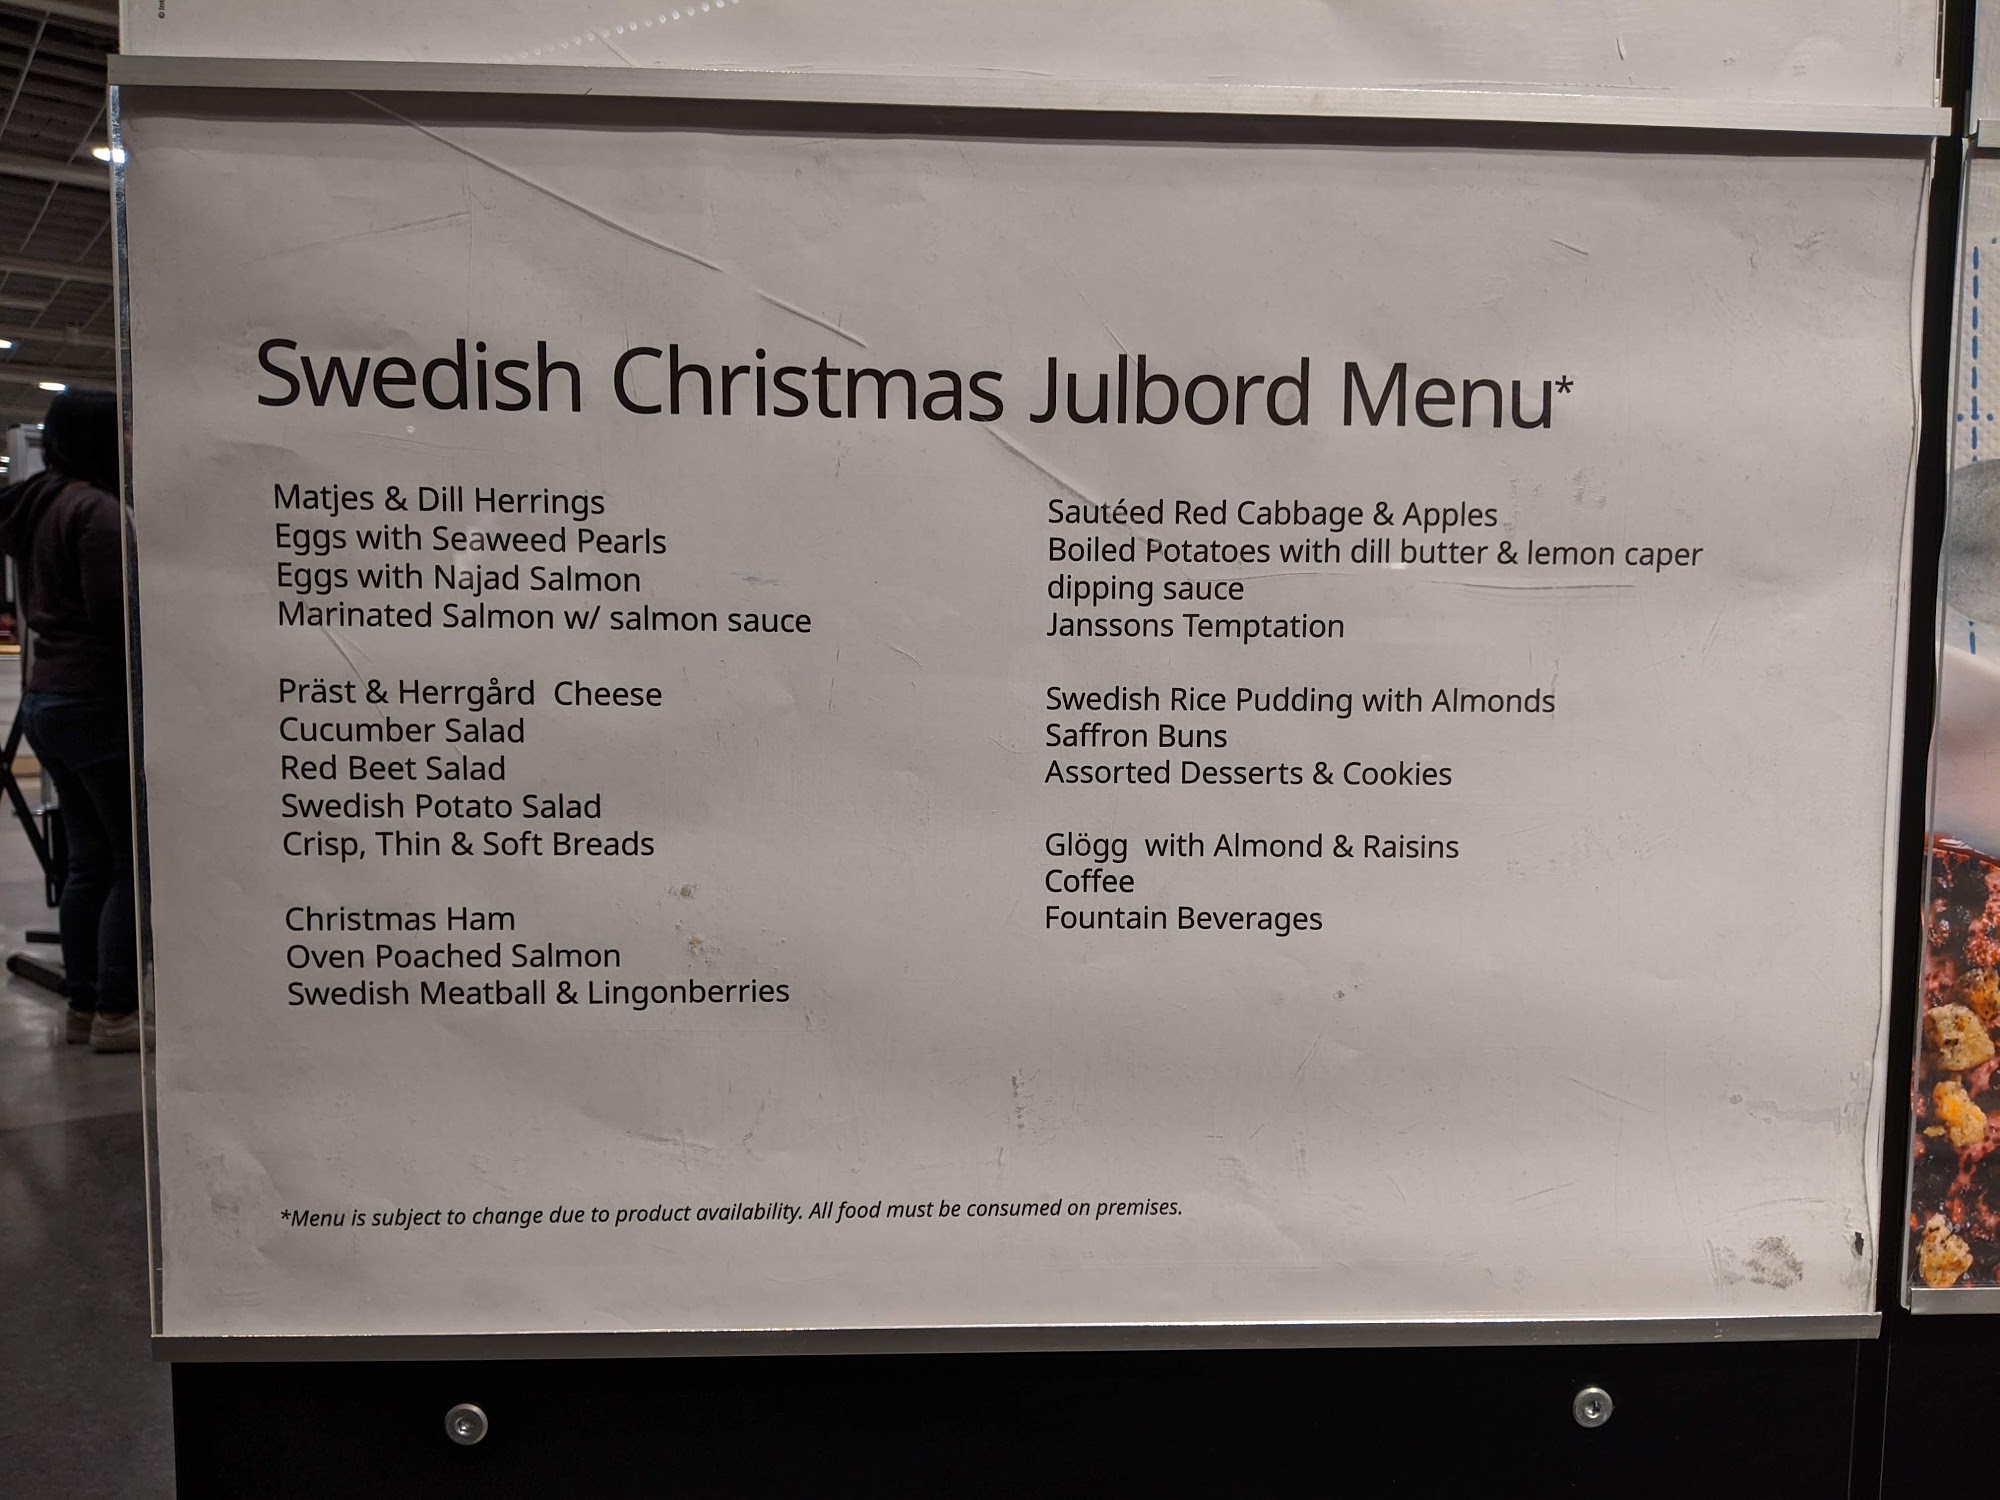 Swedish Christmas Julbord Menu*
Matjes & Dill Herrings
Eggs with Seaweed Pearls
Eggs with Najad Salmon
Marinated Salmon w/ salmon sauce
Präst & Herrgård Cheese
Cucumber Salad
Red Beet Salad
Swedish Potato Salad
Crisp, Thin & Soft Breads
Christmas Ham
Oven Poached Salmon
Swedish Meatball & Lingonberries
Sautéed Red Cabbage & Apples
Boiled Potatoes with dill butter & lemon caper
dipping sauce
Janssons Temptation
Swedish Rice Pudding with Almonds
Saffron Buns
Assorted Desserts & Cookies
Glögg with Almond & Raisins
Coffee
Fountain Beverages
*Menu is subject to change due to product availability. All food must be consumed on premises.